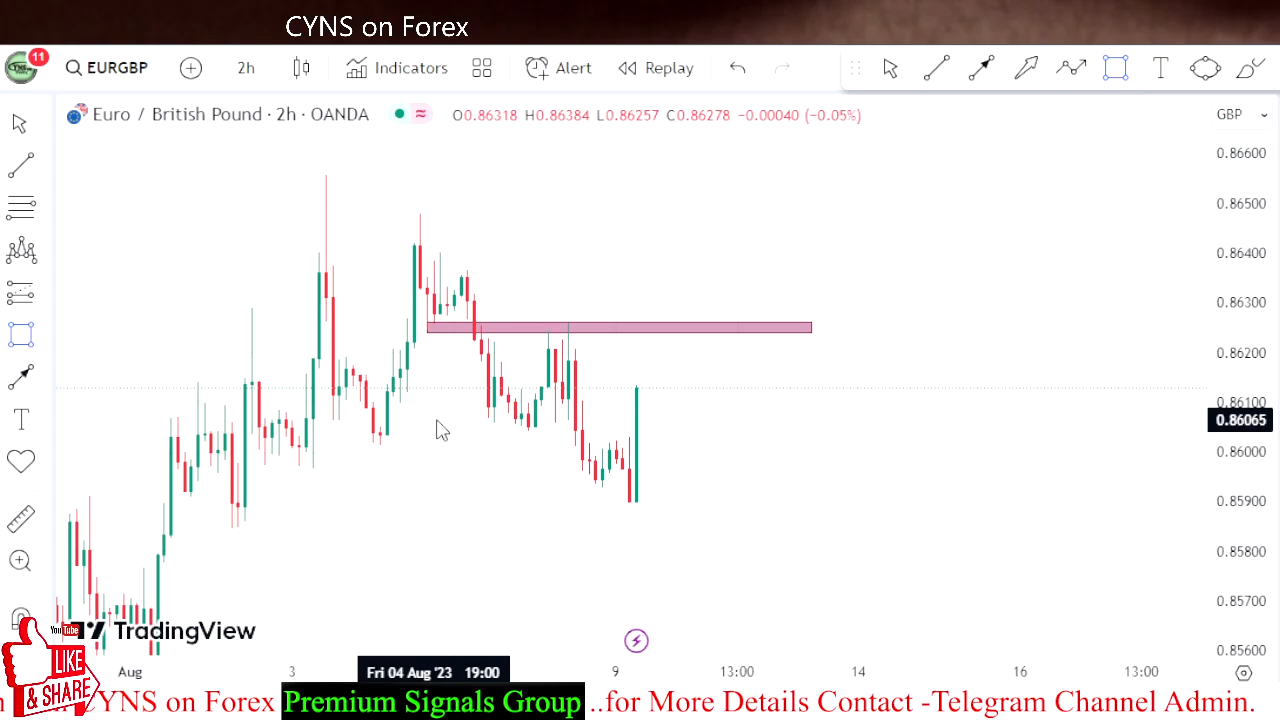 CYNS on Forex
11
EURGBP
2h
Indicators
Alert
Replay
T
Euro / British Pound · 2h · OANDA
O0.86318 H0.86384 L0.86257 C0.86278 −0.00040 (−0.05%)
GBP
0.86600
0.86500
0.86400
0.86300
0.86200
0.86100
0.86065
0.86000
0.85900
0.85800
0.85700
0.85600
T
TradingView
Aug
3
Fri 04 Aug '23 19:00
9
13:00
14
16
13:00
YouTube
LIKE
& SHARE
CYNS on Forex Premium Signals Group ..for More Details Contact -Telegram Channel Admin.